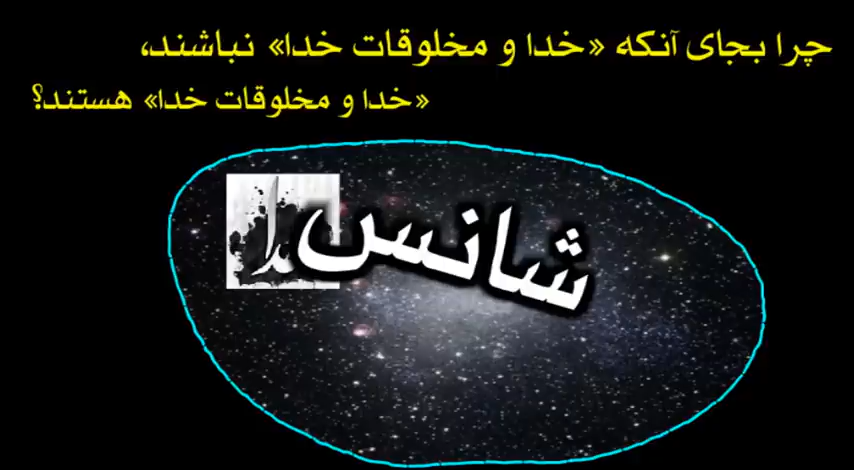 چرا بجای آنکه «خدا و مخلوقات خدا» نباشند،
«خدا و مخلوقات خدا» هستند؟
شانس